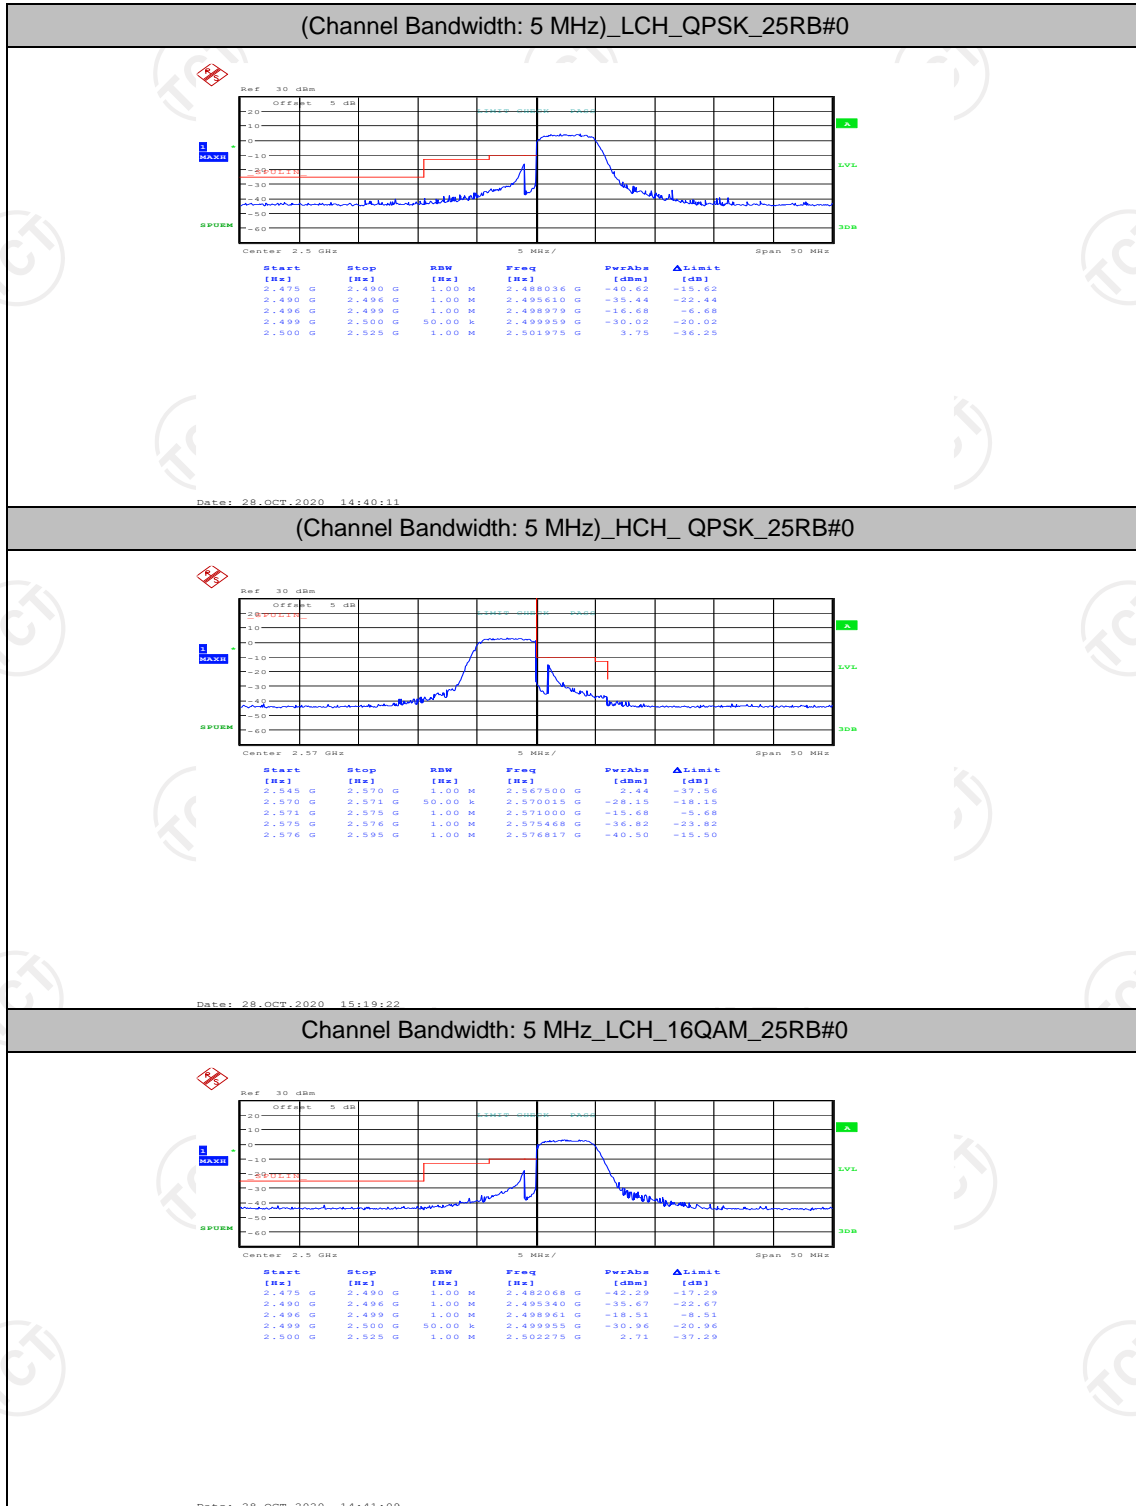 (Channel Bandwidth: 5 MHz)_LCH_QPSK_25RB#0
Ref 30 dBm
Offset 5 dB
LIMIT CHECK PASS
20
10
0
-10
-20
-30
-40
-50
-60
_SPULIN_
1
MAXH
*
SPUEM
A
LVL
3DB
Center 2.5 GHz 5 MHz/ Span 50 MHz
Start Stop RBW Freq PwrAbs ΔLimit
[Hz] [Hz] [Hz] [Hz] [dBm] [dB]
2.475 G 2.490 G 1.00 M 2.488036 G -40.62 -15.62
2.490 G 2.496 G 1.00 M 2.495610 G -35.44 -22.44
2.496 G 2.499 G 1.00 M 2.498979 G -16.68 -6.68
2.499 G 2.500 G 50.00 k 2.499959 G -30.02 -20.02
2.500 G 2.525 G 1.00 M 2.501975 G 3.75 -36.25
Date: 28.OCT.2020 14:40:11
(Channel Bandwidth: 5 MHz)_HCH_ QPSK_25RB#0
Ref 30 dBm
Offset 5 dB
LIMIT CHECK PASS
20
_SPULIN_
10
0
-10
-20
-30
-40
-50
-60
1
MAXH
*
SPUEM
A
LVL
3DB
Center 2.57 GHz 5 MHz/ Span 50 MHz
Start Stop RBW Freq PwrAbs ΔLimit
[Hz] [Hz] [Hz] [Hz] [dBm] [dB]
2.545 G 2.570 G 1.00 M 2.567500 G 2.44 -37.56
2.570 G 2.571 G 50.00 k 2.570015 G -28.15 -18.15
2.571 G 2.575 G 1.00 M 2.571000 G -15.68 -5.68
2.575 G 2.576 G 1.00 M 2.575468 G -36.82 -23.82
2.576 G 2.595 G 1.00 M 2.576817 G -40.50 -15.50
Date: 28.OCT.2020 15:19:22
Channel Bandwidth: 5 MHz_LCH_16QAM_25RB#0
Ref 30 dBm
Offset 5 dB
LIMIT CHECK PASS
20
10
0
-10
-20
-30
-40
-50
-60
_SPULIN_
1
MAXH
*
SPUEM
A
LVL
3DB
Center 2.5 GHz 5 MHz/ Span 50 MHz
Start Stop RBW Freq PwrAbs ΔLimit
[Hz] [Hz] [Hz] [Hz] [dBm] [dB]
2.475 G 2.490 G 1.00 M 2.482068 G -42.29 -17.29
2.490 G 2.496 G 1.00 M 2.495340 G -35.67 -22.67
2.496 G 2.499 G 1.00 M 2.498961 G -18.51 -8.51
2.499 G 2.500 G 50.00 k 2.499955 G -30.96 -20.96
2.500 G 2.525 G 1.00 M 2.502275 G 2.71 -37.29
Date: 28.OCT.2020 14:41:09